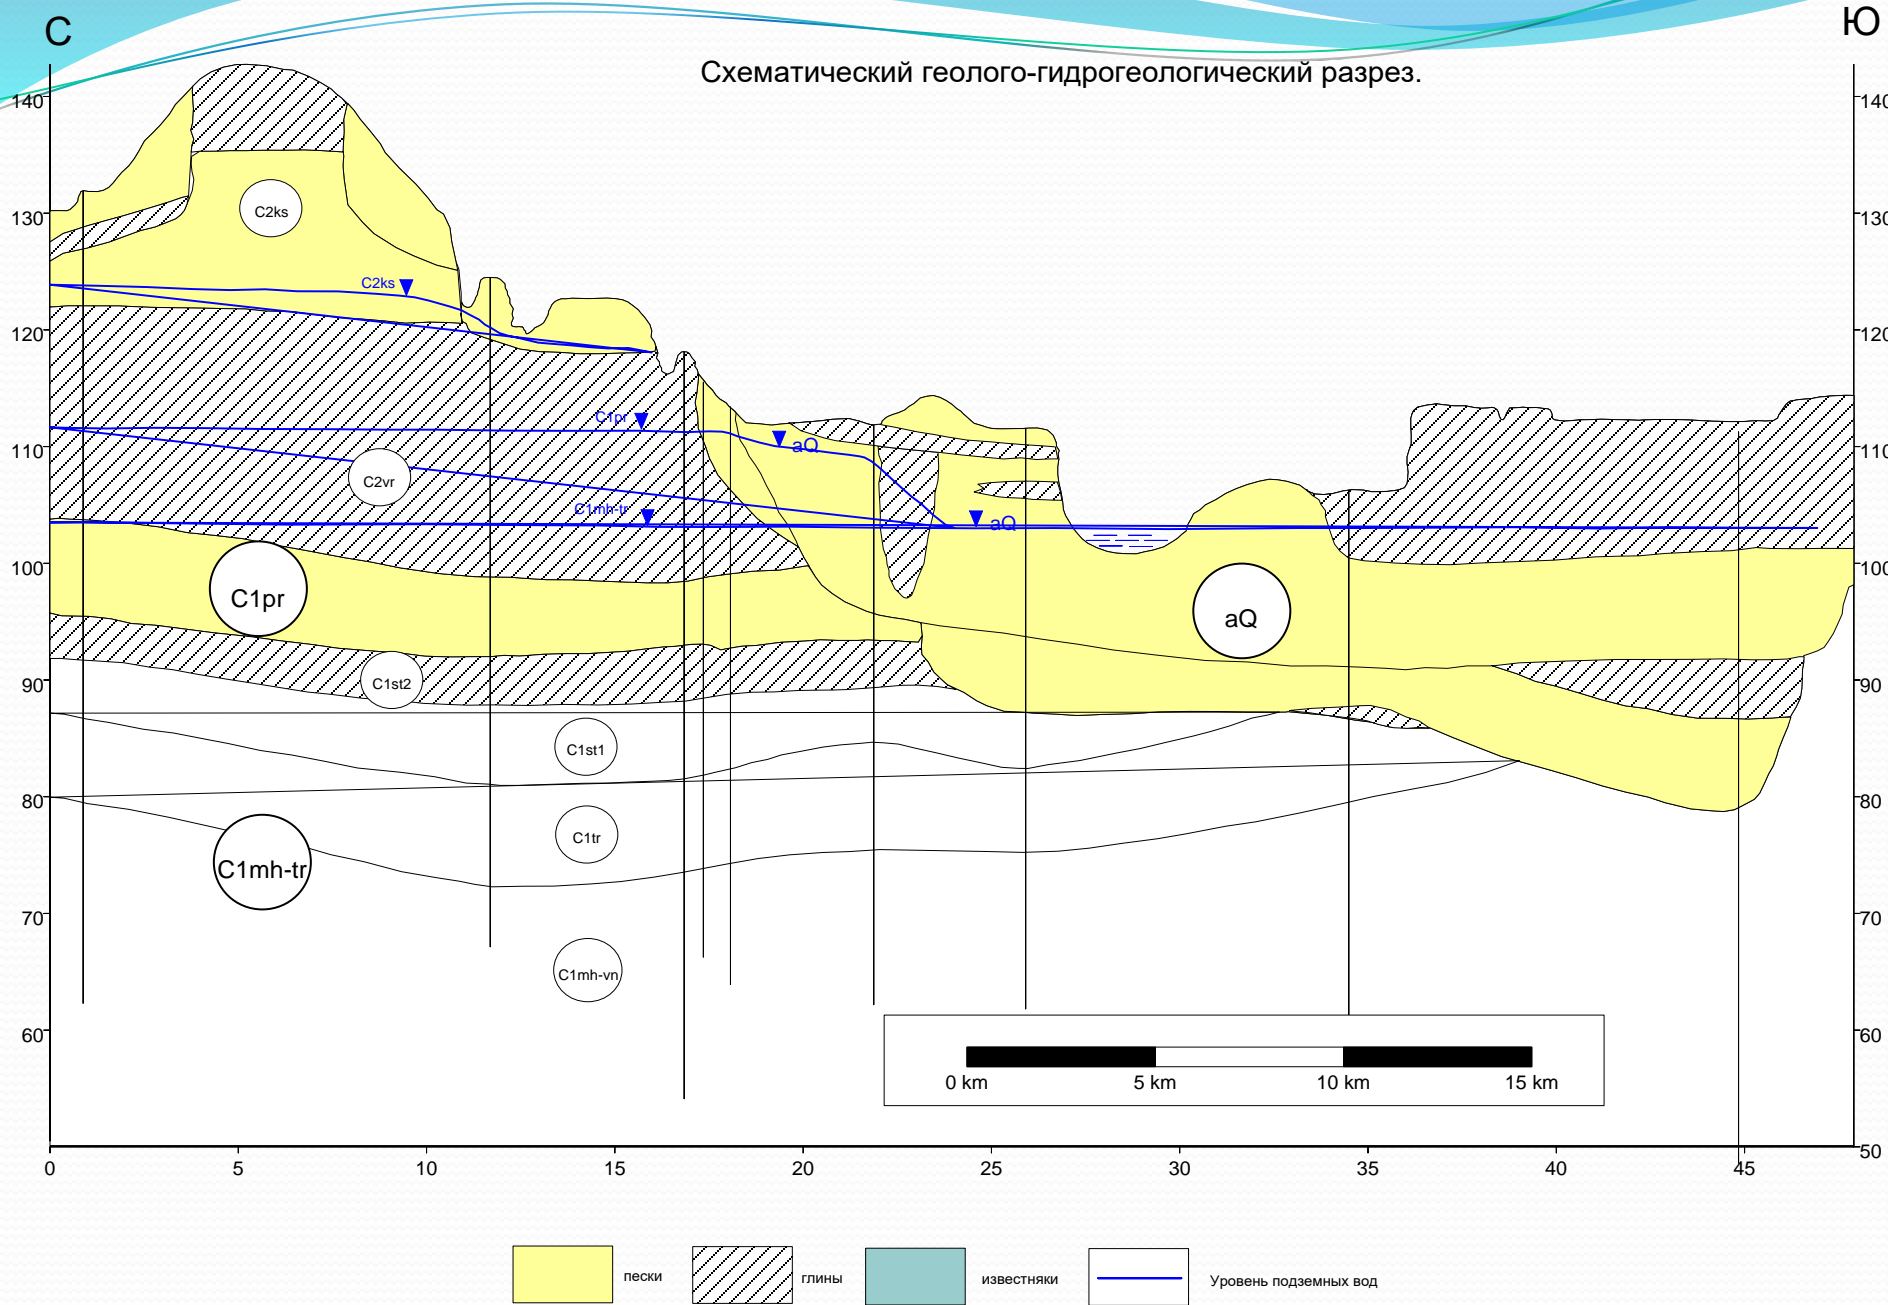 С
Ю
Схематический геолого-гидрогеологический разрез.
140
140
130
130
120
120
110
110
100
100
90
90
80
80
70
70
60
60
50
C2ks
C2ks
C1pr
aQ
C2vr
C1mh-tr
aQ
C1pr
aQ
C1st2
C1st1
C1tr
C1mh-tr
C1mh-vn
0 km
5 km
10 km
15 km
0
5
10
15
20
25
30
35
40
45
пески
глины
известняки
Уровень подземных вод